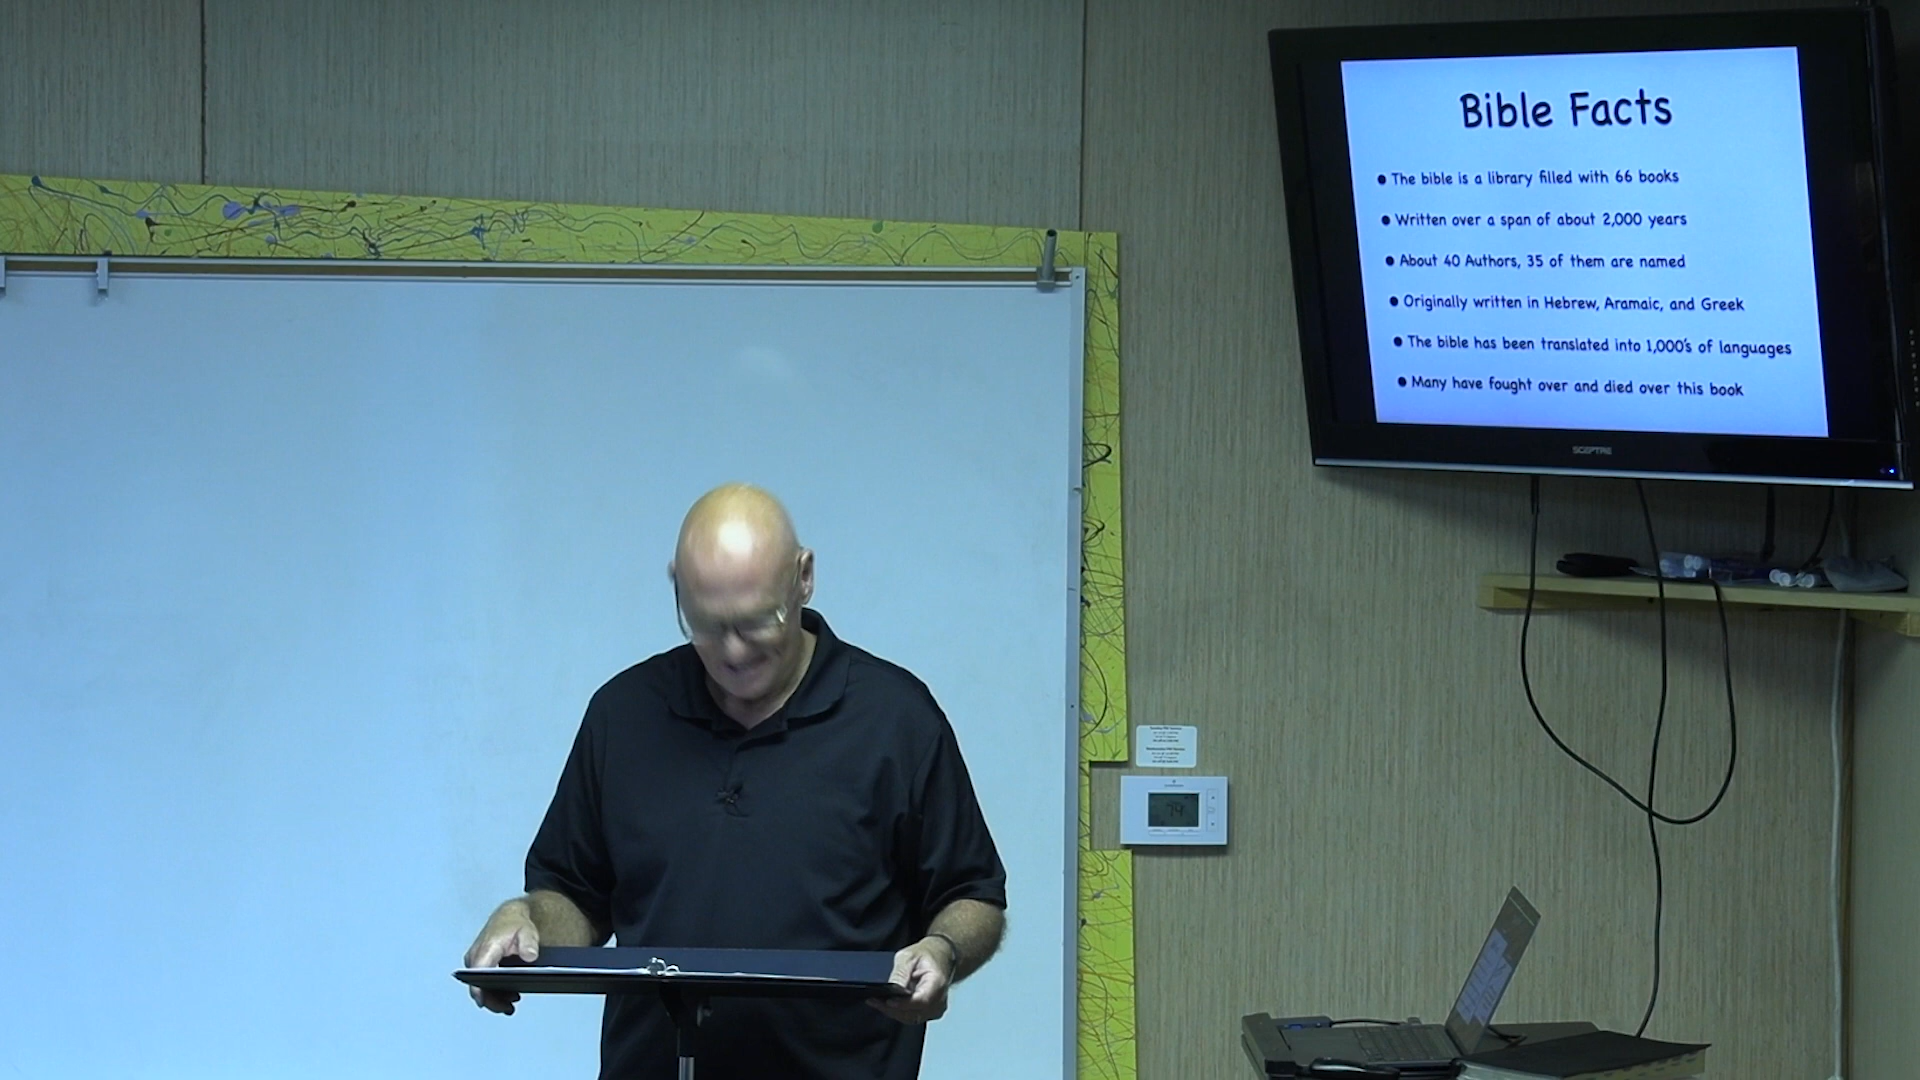 Bible Facts
● The bible is a library filled with 66 books
● Written over a span of about 2,000 years
● About 40 Authors, 35 of them are named
● Originally written in Hebrew, Aramaic, and Greek
● The bible has been translated into 1,000's of languages
● Many have fought over and died over this book
SCEPTRE